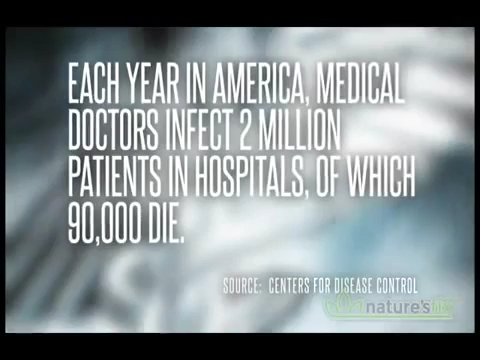 EACH YEAR IN AMERICA, MEDICAL
DOCTORS INFECT 2 MILLION
PATIENTS IN HOSPITALS, OF WHICH
90,000 DIE.
SOURCE: CENTERS FOR DISEASE CONTROL
nature's